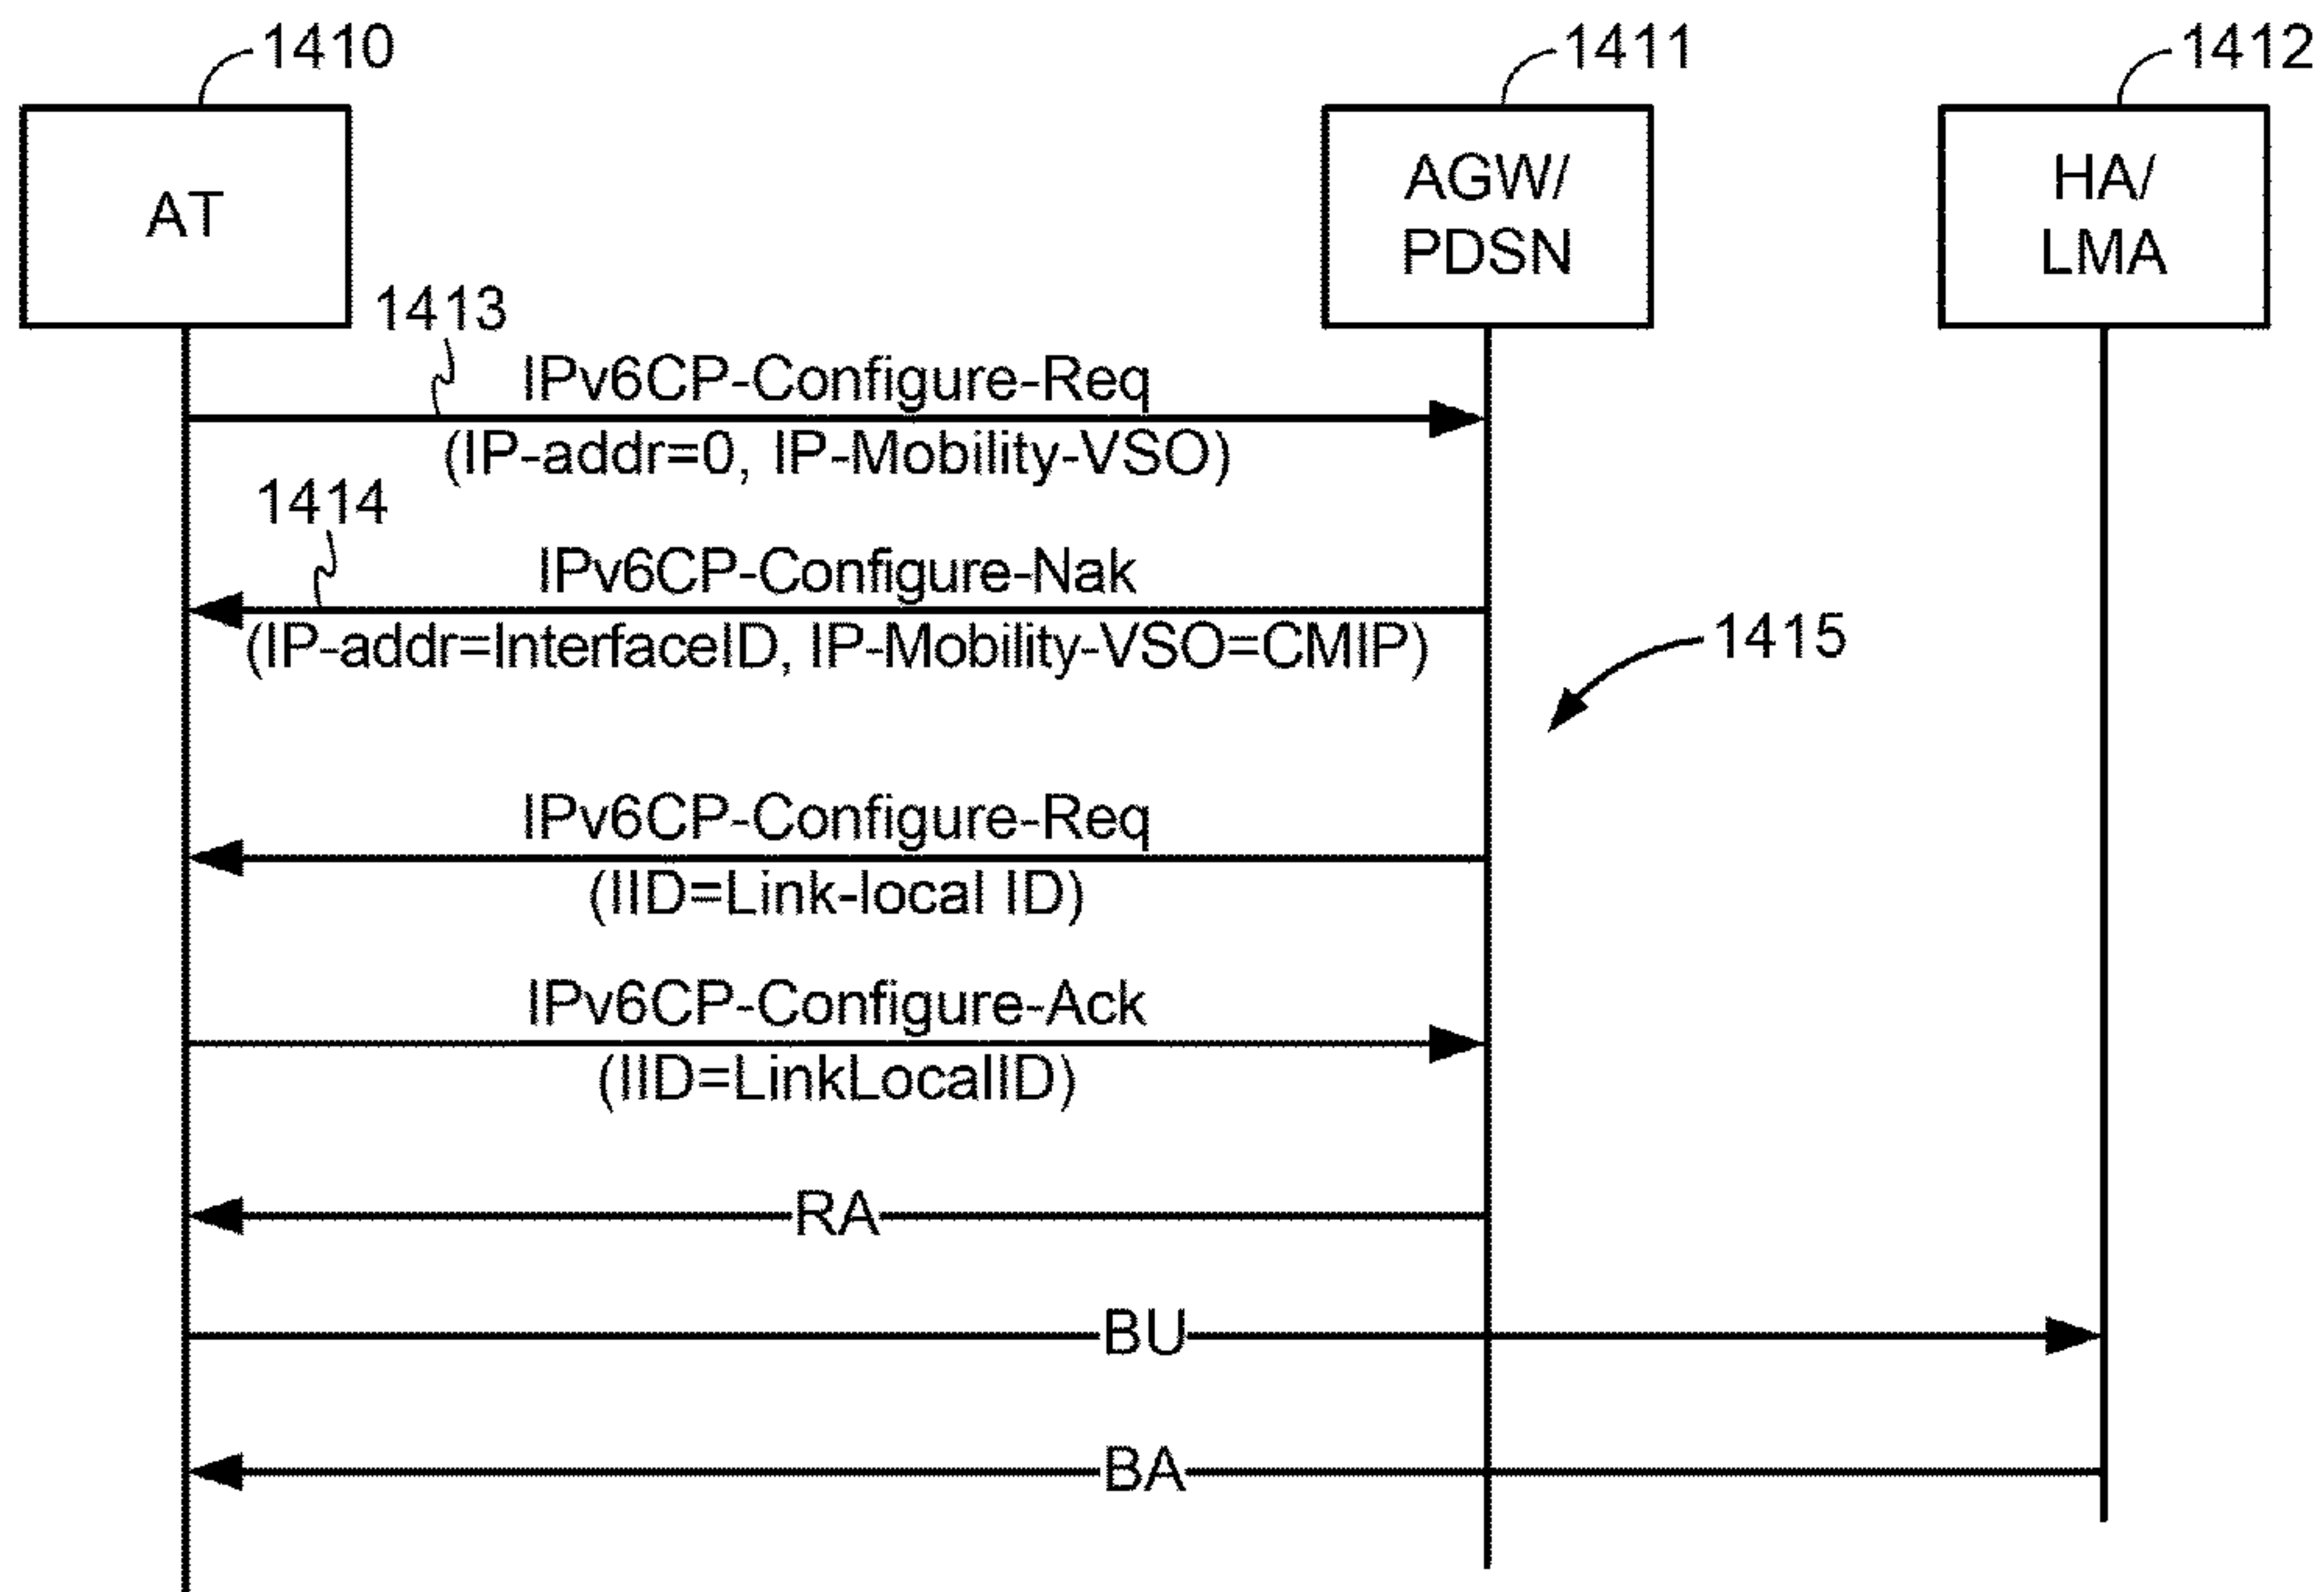 1410
1411
1412
AT
AGW/
PDSN
HA/
LMA
1413
IPv6CP-Configure-Req
(IP-addr=0, IP-Mobility-VSO)
1414
IPv6CP-Configure-Nak
(IP-addr=InterfaceID, IP-Mobility-VSO=CMIP)
1415
IPv6CP-Configure-Req
(IID=Link-local ID)
IPv6CP-Configure-Ack
(IID=LinkLocalID)
RA
BU
BA